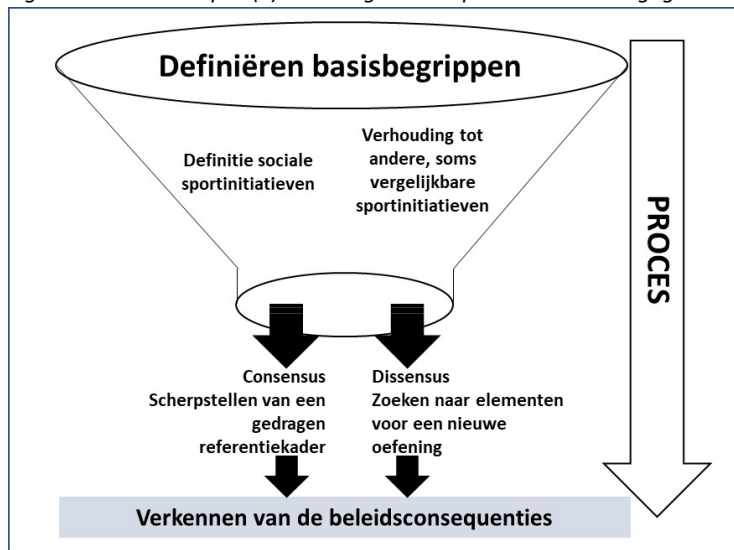 Definiëren basisbegrippen
Definitie sociale
sportinitiatieven
Verhouding tot
andere, soms
vergelijkbare
sportinitiatieven
PROCES
Consensus
Scherpstellen van een
gedragen
referentiekader
Dissensus
Zoeken naar elementen
voor een nieuwe
oefening
Verkennen van de beleidsconsequenties